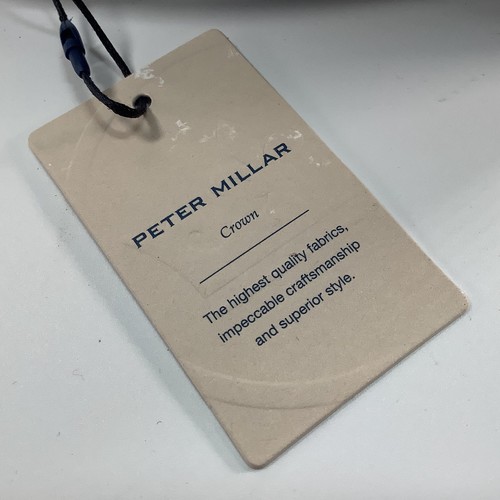 PETER MILLAR
Crown
The highest quality fabrics,
impeccable craftsmanship
and superior style.